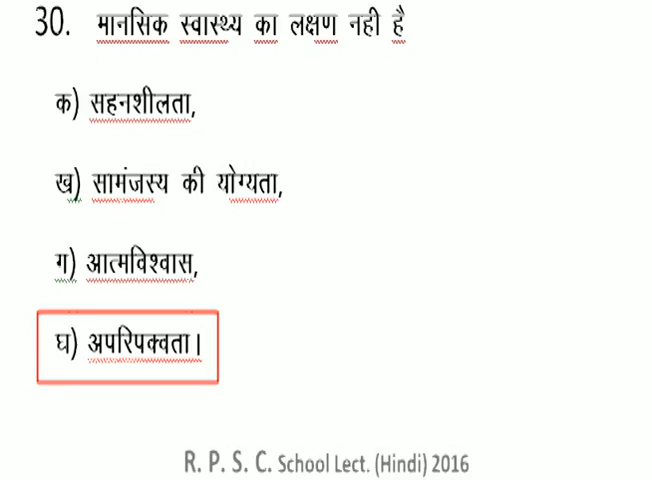 30. मानसिक स्वास्थ्य का लक्षण नही है
क) सहनशीलता,
ख) सामंजस्य की योग्यता,
ग) आत्मविश्वास,
घ) अपरिपक्वता।
R. P. S. C. School Lect. (Hindi) 2016